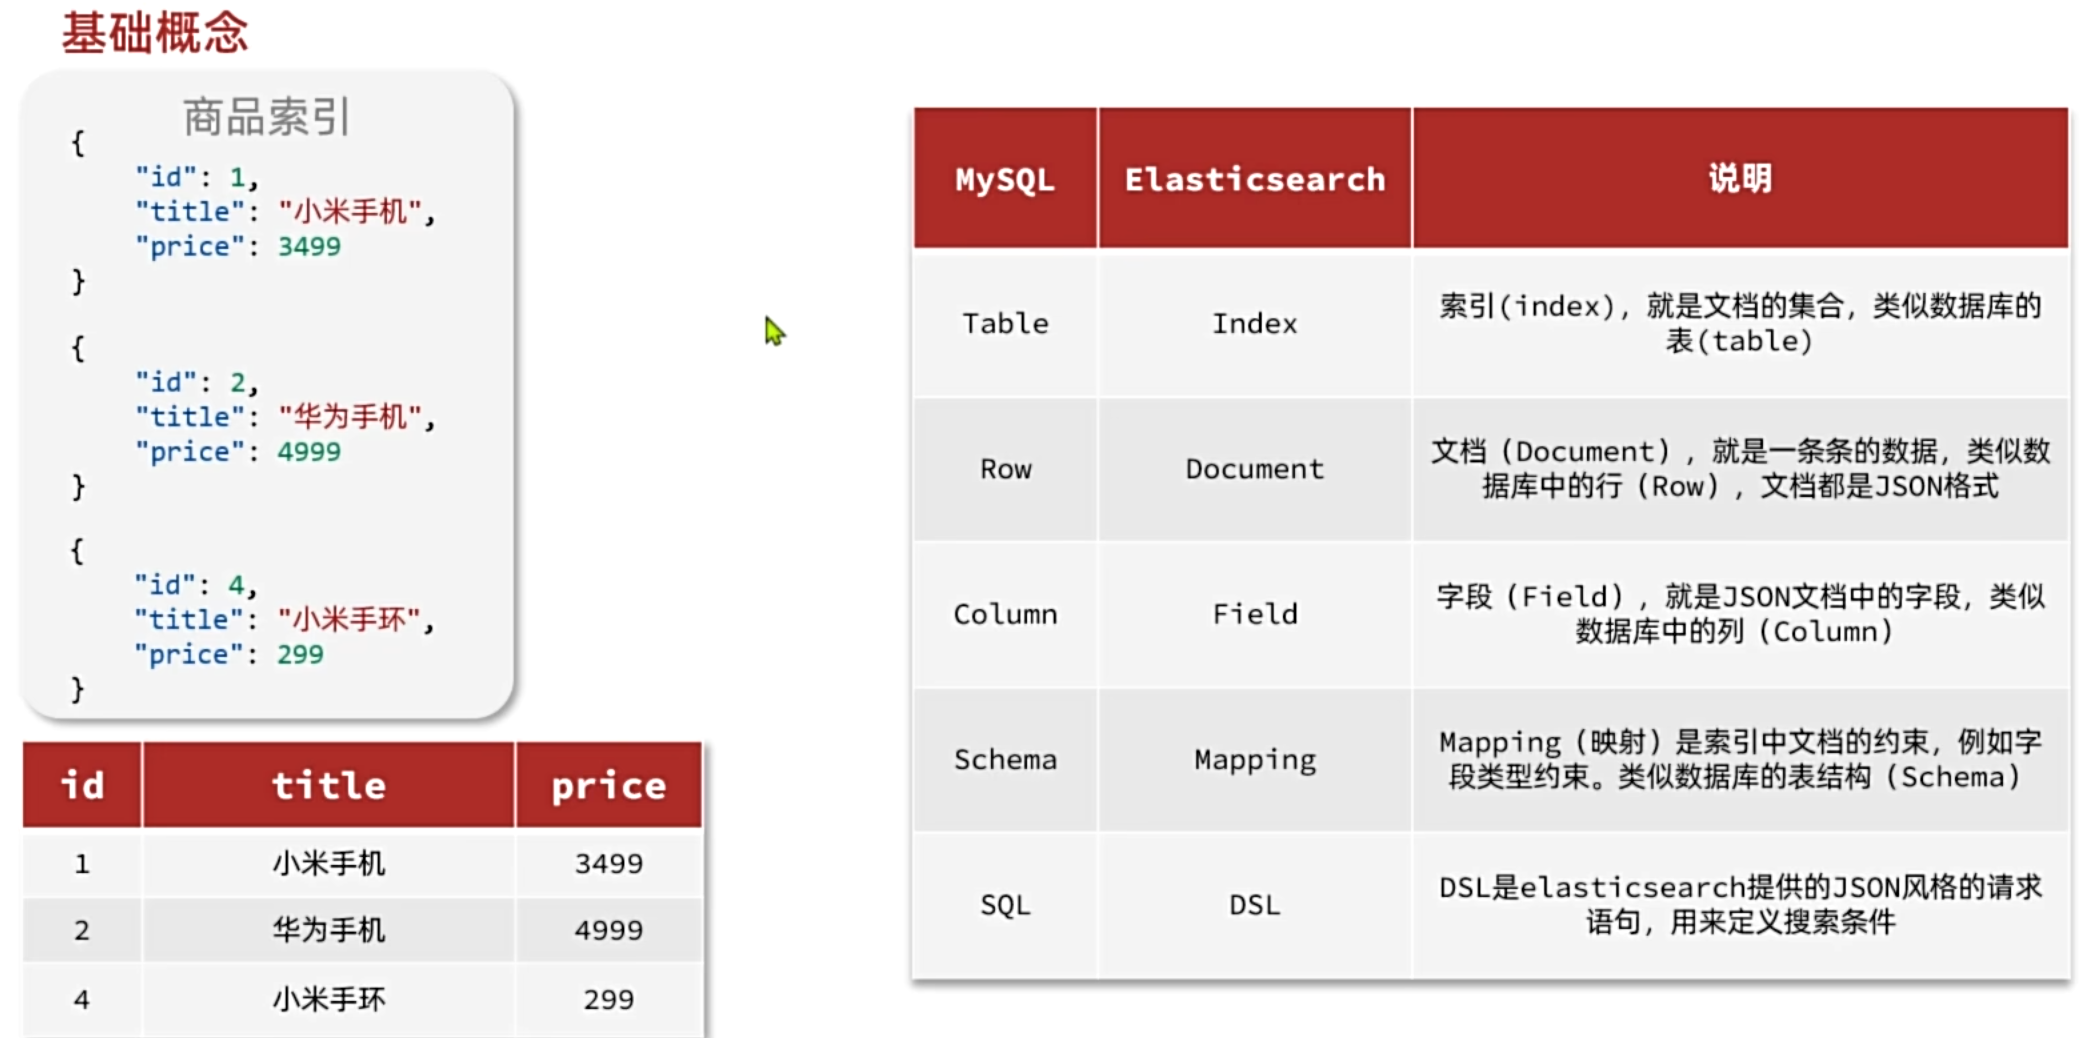 基础概念
商品索引
{
"id": 1,
"title": "小米手机",
"price": 3499
}
{
"id": 2,
"title": "华为手机",
"price": 4999
}
{
"id": 4,
"title": "小米手环",
"price": 299
}
id title price
1 小米手机 3499
2 华为手机 4999
4 小米手环 299
MySQL Elasticsearch 说明
Table Index 索引(index)，就是文档的集合，类似数据库的
表(table)
Row Document 文档（Document），就是一条条的数据，类似数
据库中的行（Row），文档都是JSON格式
Column Field 字段（Field），就是JSON文档中的字段，类似
数据库中的列（Column）
Schema Mapping Mapping（映射）是索引中文档的约束，例如字
段类型约束。类似数据库的表结构（Schema）
SQL DSL DSL是elasticsearch提供的JSON风格的请求
语句，用来定义搜索条件